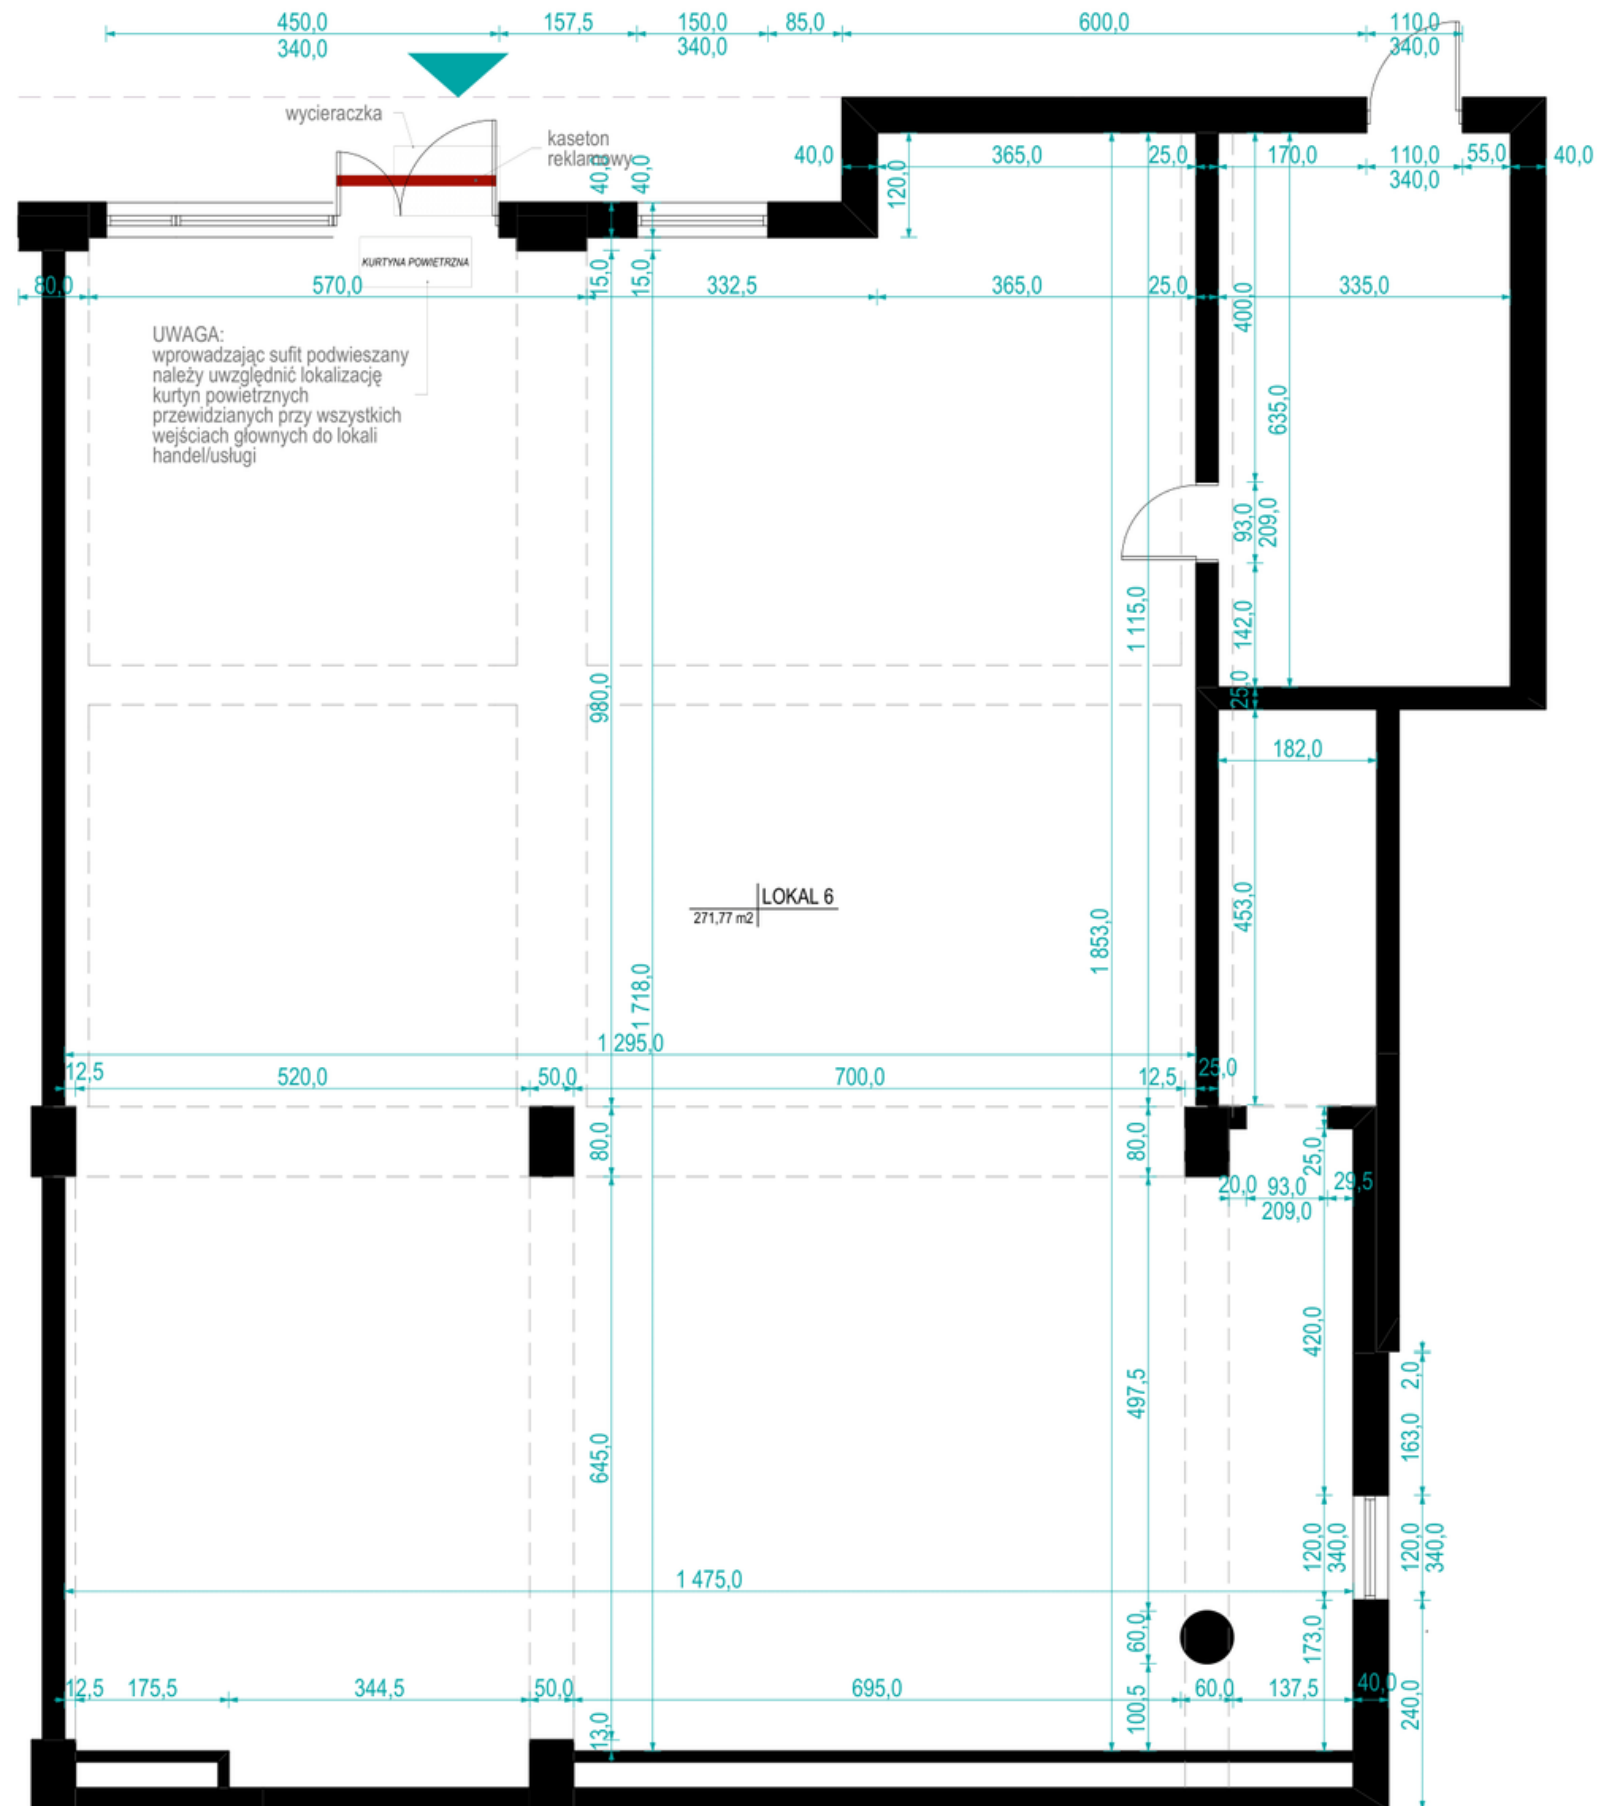 450,0 157,5 150,0 85,0 600,0 110,0
340,0 340,0 340,0
wycieraczka
kaseton
reklamowy
40,0 40,0
40,0 365,0 25,0 170,0 110,0 55,0 40,0
340,0
120,0
KURTYNA POWIETRZNA
15,0 15,0
80,0 570,0 332,5 365,0 25,0 335,0
400,0
UWAGA:
wprowadzając sufit podwieszany
należy uwzględnić lokalizację
kurtyn powietrznych
przewidzianych przy wszystkich
wejściach głownych do lokali
handel/usługi
635,0
93,0
209,0
1 115,0
142,0
980,0
25,0
182,0
LOKAL 6
271,77 m2
453,0
1 853,0
1 718,0
1 295,0
12,5 520,0 50,0 700,0 12,5 25,0
80,0 80,0
25,0
20,0 93,0 29,5
209,0
420,0
2,0
497,5
163,0
645,0
120,0
340,0
120,0
340,0
1 475,0
60,0
173,0
12,5 175,5 344,5 50,0 695,0 60,0 137,5 40,0
13,0
100,5
240,0